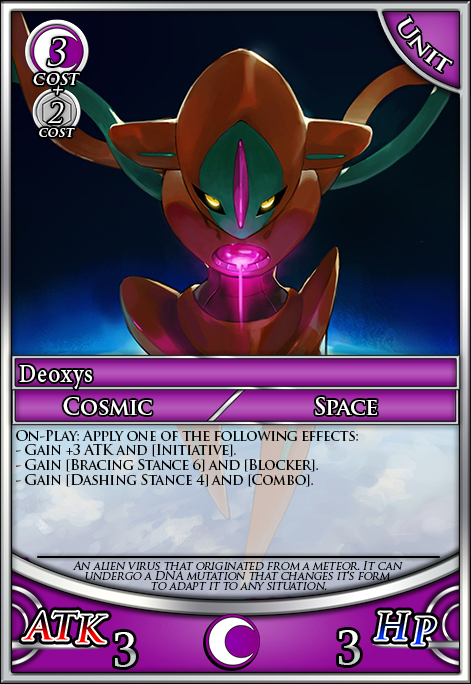 3
COST
+
2
COST
UNIT
Deoxys
COSMIC / SPACE
ON-PLAY: APPLY ONE OF THE FOLLOWING EFFECTS:
- GAIN +3 ATK AND [INITIATIVE].
- GAIN [BRACING STANCE 6] AND [BLOCKER].
- GAIN [DASHING STANCE 4] AND [COMBO].
AN ALIEN VIRUS THAT ORIGINATED FROM A METEOR. IT CAN
UNDERGO A DNA MUTATION THAT CHANGES IT'S FORM
TO ADAPT IT TO ANY SITUATION.
ATK 3
3 HP